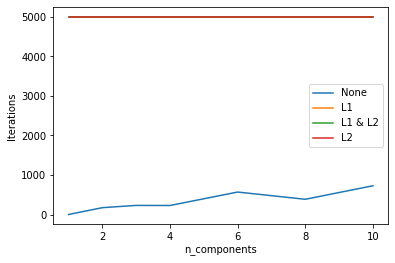 5000
4000
3000
2000
1000
0
Iterations
None
L1
L1 & L2
L2
2 4 6 8 10
n_components